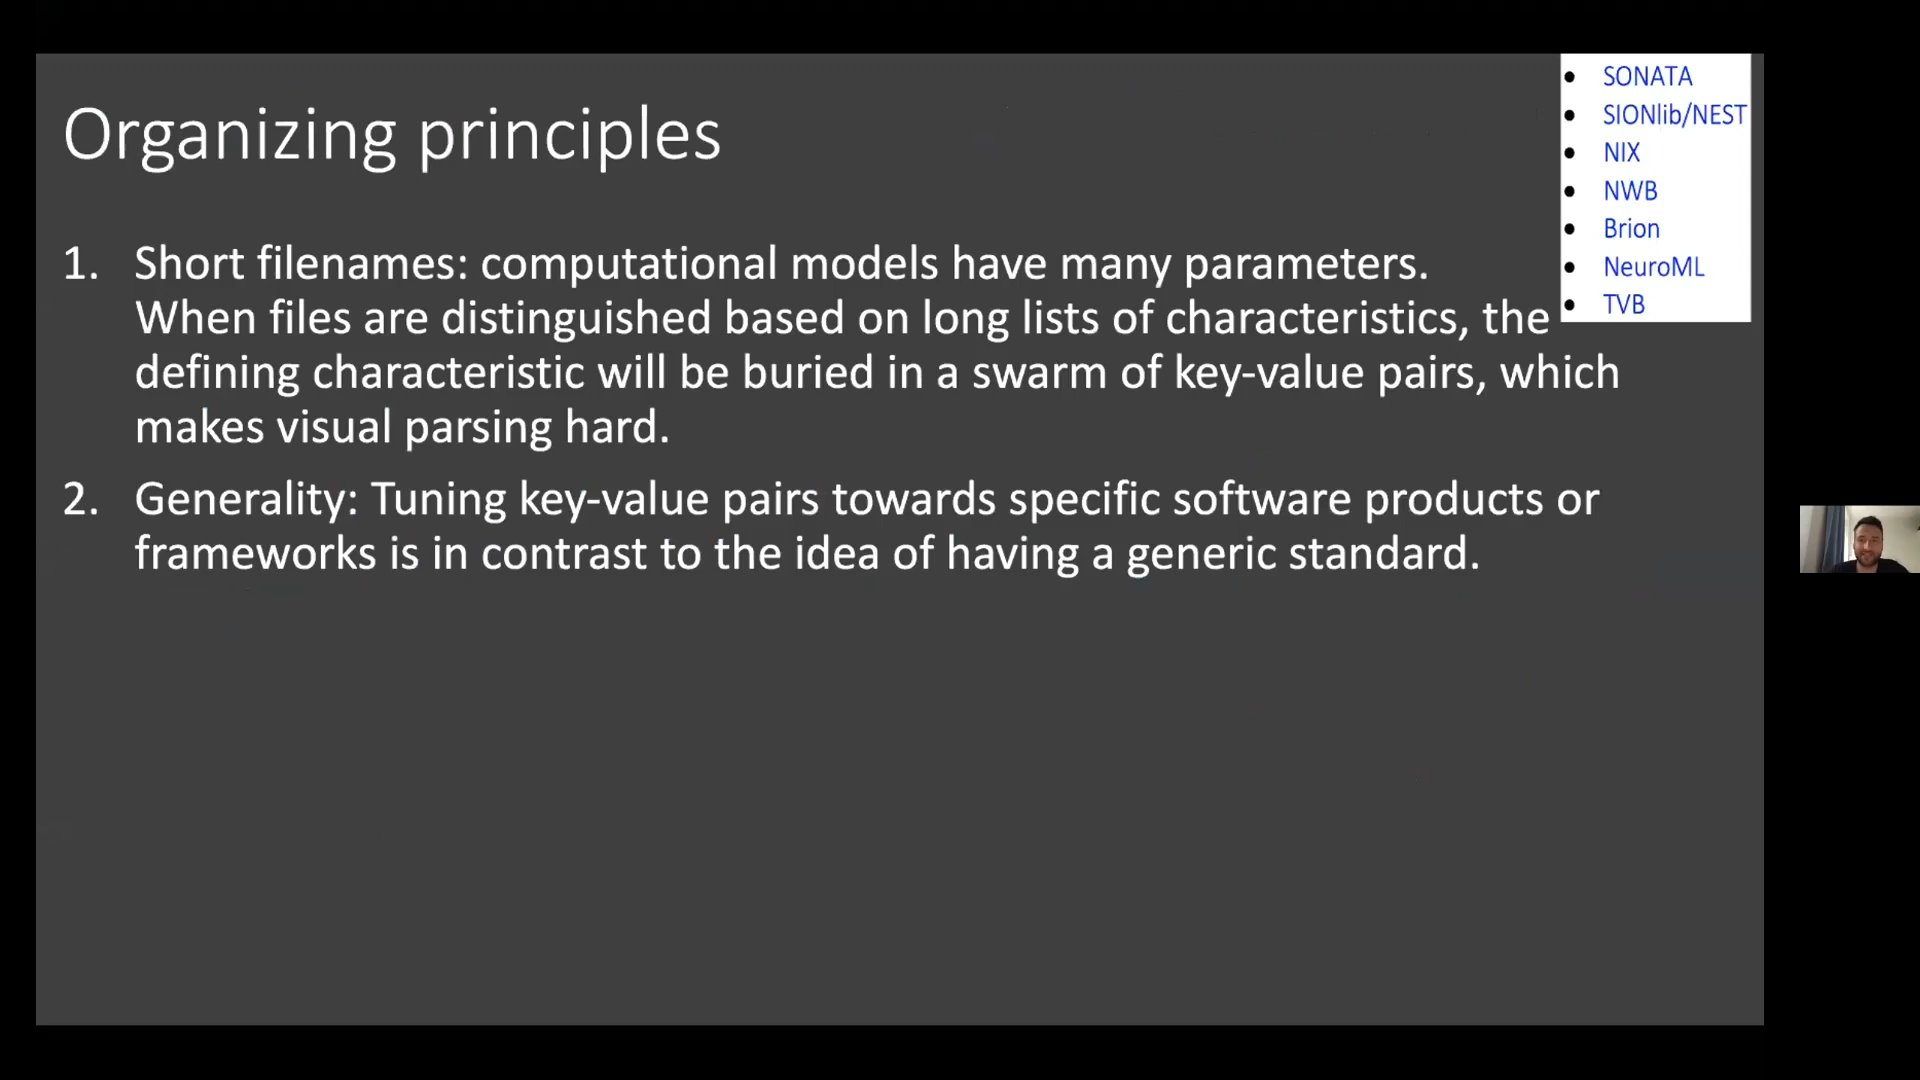 Organizing principles
1. Short filenames: computational models have many parameters.
When files are distinguished based on long lists of characteristics, the
defining characteristic will be buried in a swarm of key-value pairs, which
makes visual parsing hard.
2. Generality: Tuning key-value pairs towards specific software products or
frameworks is in contrast to the idea of having a generic standard.
• SONATA
• SIONlib/NEST
• NIX
• NWB
• Brion
• NeuroML
• TVB